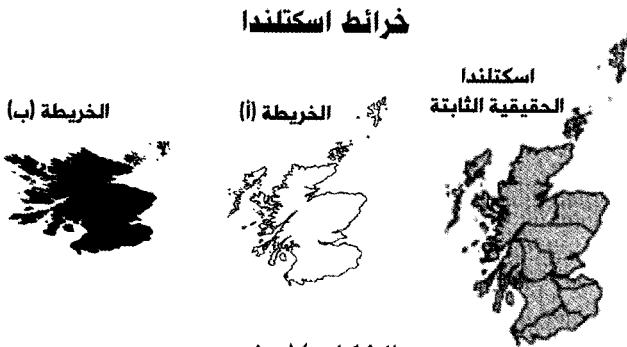 خرائط اسكتلندا
اسكتلندا
الحقيقية الثابتة
الخريطة (أ)
الخريطة (ب)